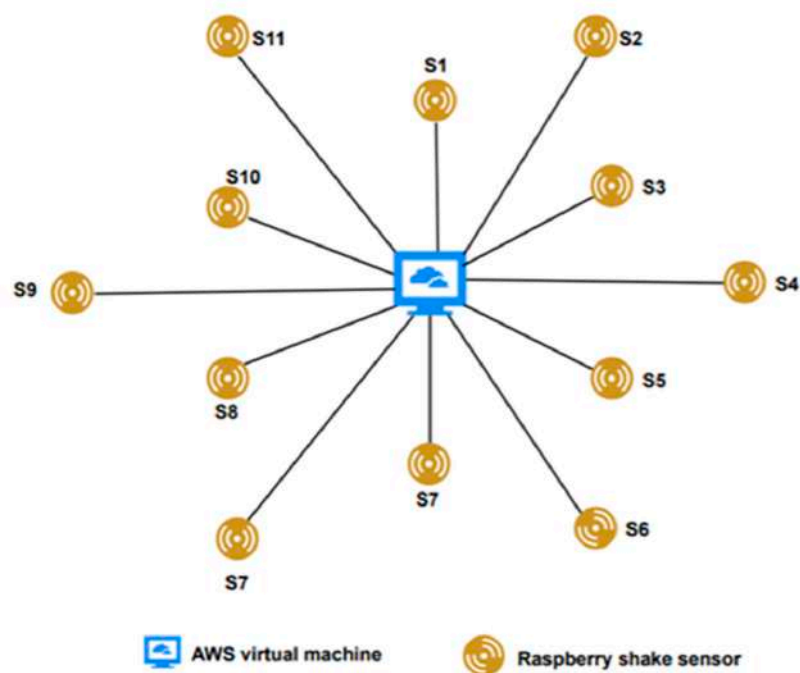 S11
S2
S1
S10
S3
S9
S4
S8
S5
S7
S6
S7
AWS virtual machine
Raspberry shake sensor